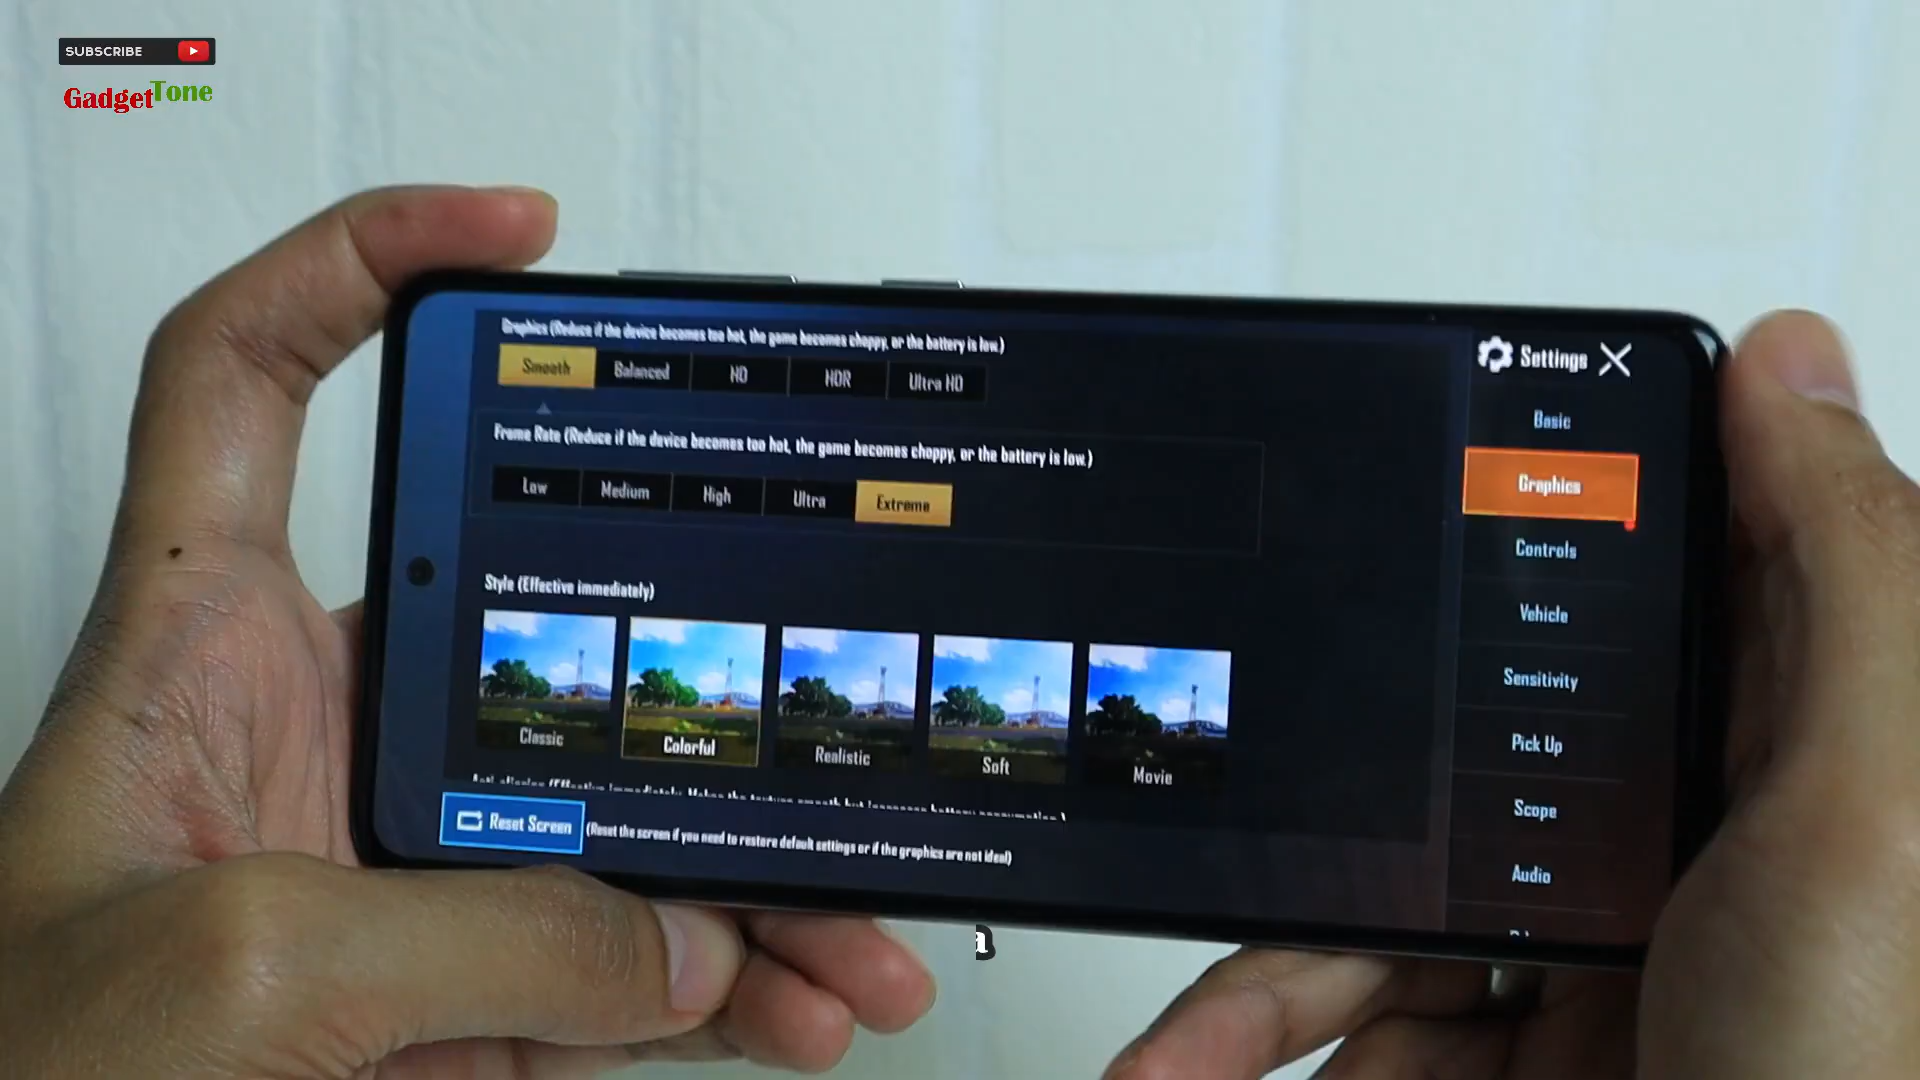 SUBSCRIBE
GadgetTone
Graphics (Reduce if the device becomes too hot, the game becomes choppy, or the battery is low.)
Smooth Balanced HD HDR Ultra HD
Frame Rate (Reduce if the device becomes too hot, the game becomes choppy, or the battery is low.)
Low Medium High Ultra Extreme
Style (Effective immediately)
Classic Colorful Realistic Soft Movie
Reset Screen (Reset the screen if you need to restore default settings or if the graphics are not ideal)
Settings
Basic
Graphics
Controls
Vehicle
Sensitivity
Pick Up
Scope
Audio
a